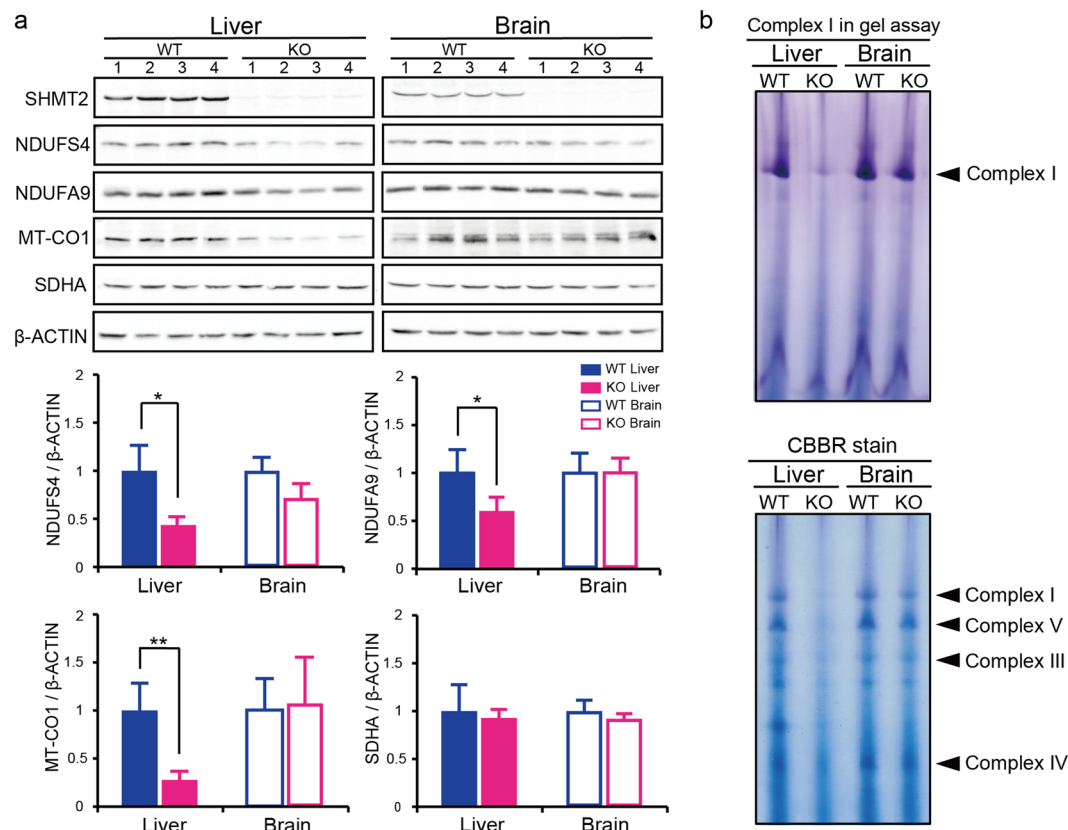 a
Liver
Brain
WT KO WT KO
1 2 3 4 1 2 3 4 1 2 3 4 1 2 3 4
SHMT2
NDUFS4
NDUFA9
MT-CO1
SDHA
β-ACTIN
NDUFS4 / β-ACTIN
2
1.5
1
0.5
0
*
Liver Brain
NDUFA9 / β-ACTIN
2
1.5
1
0.5
0
*
Liver Brain
WT Liver
KO Liver
WT Brain
KO Brain
MT-CO1 / β-ACTIN
2
1.5
1
0.5
0
**
Liver Brain
SDHA / β-ACTIN
2
1.5
1
0.5
0
Liver Brain
b
Complex I in gel assay
Liver Brain
WT KO WT KO
Complex I
CBBR stain
Liver Brain
WT KO WT KO
Complex I
Complex V
Complex III
Complex IV